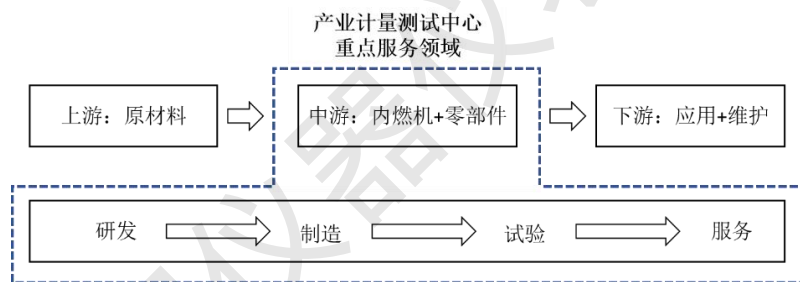 产业计量测试中心
重点服务领域
上游：原材料
中游：内燃机+零部件
下游：应用+维护
研发
制造
试验
服务